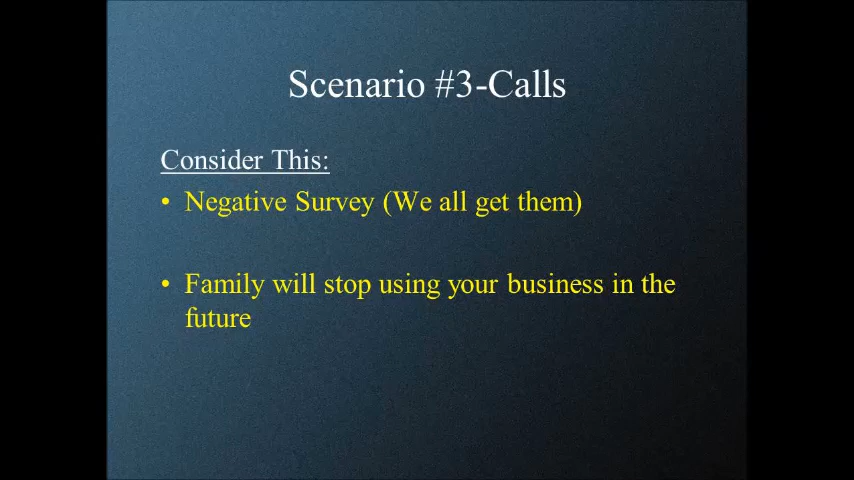 Scenario #3-Calls
Consider This:
• Negative Survey (We all get them)
• Family will stop using your business in the
future